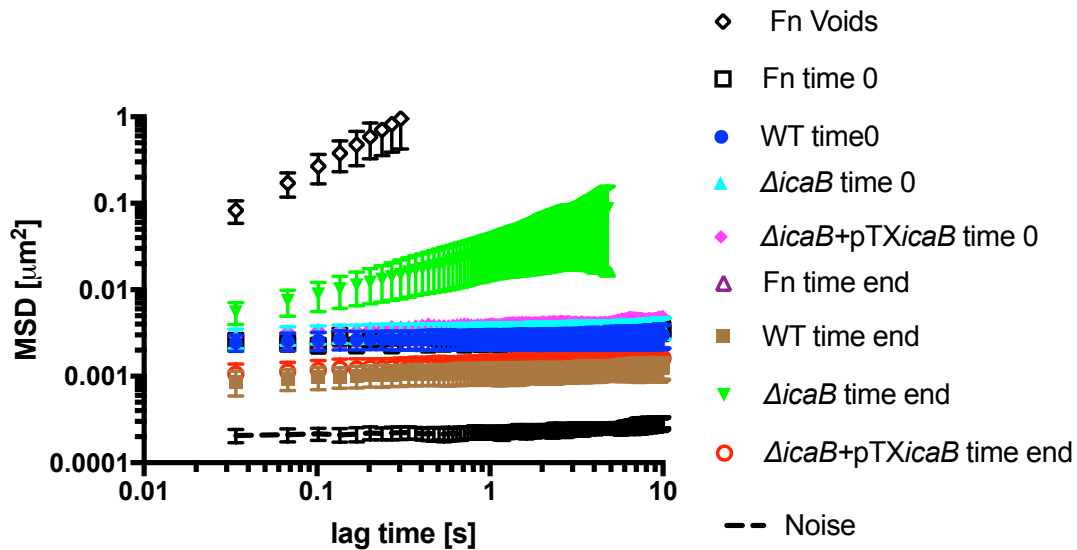 Fn Voids
Fn time 0
WT time0
ΔicaB time 0
ΔicaB+pTXicaB time 0
Fn time end
WT time end
ΔicaB time end
ΔicaB+pTXicaB time end
Noise
MSD [μm²]
1
0.1
0.01
0.001
0.0001
0.01
0.1
1
10
lag time [s]